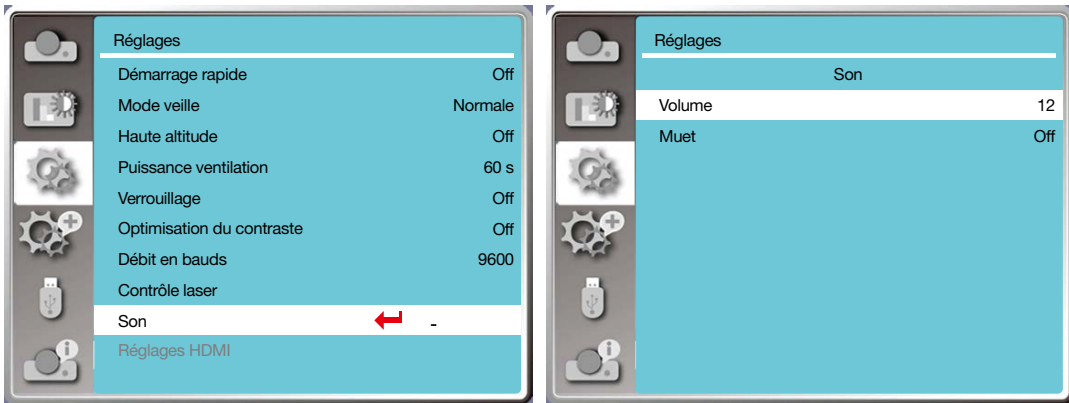 Réglages
Démarrage rapide Off
Mode veille Normale
Haute altitude Off
Puissance ventilation 60 s
Verrouillage Off
Optimisation du contraste Off
Débit en bauds 9600
Contrôle laser
Son -
Réglages HDMI
Réglages
Son
Volume 12
Muet Off